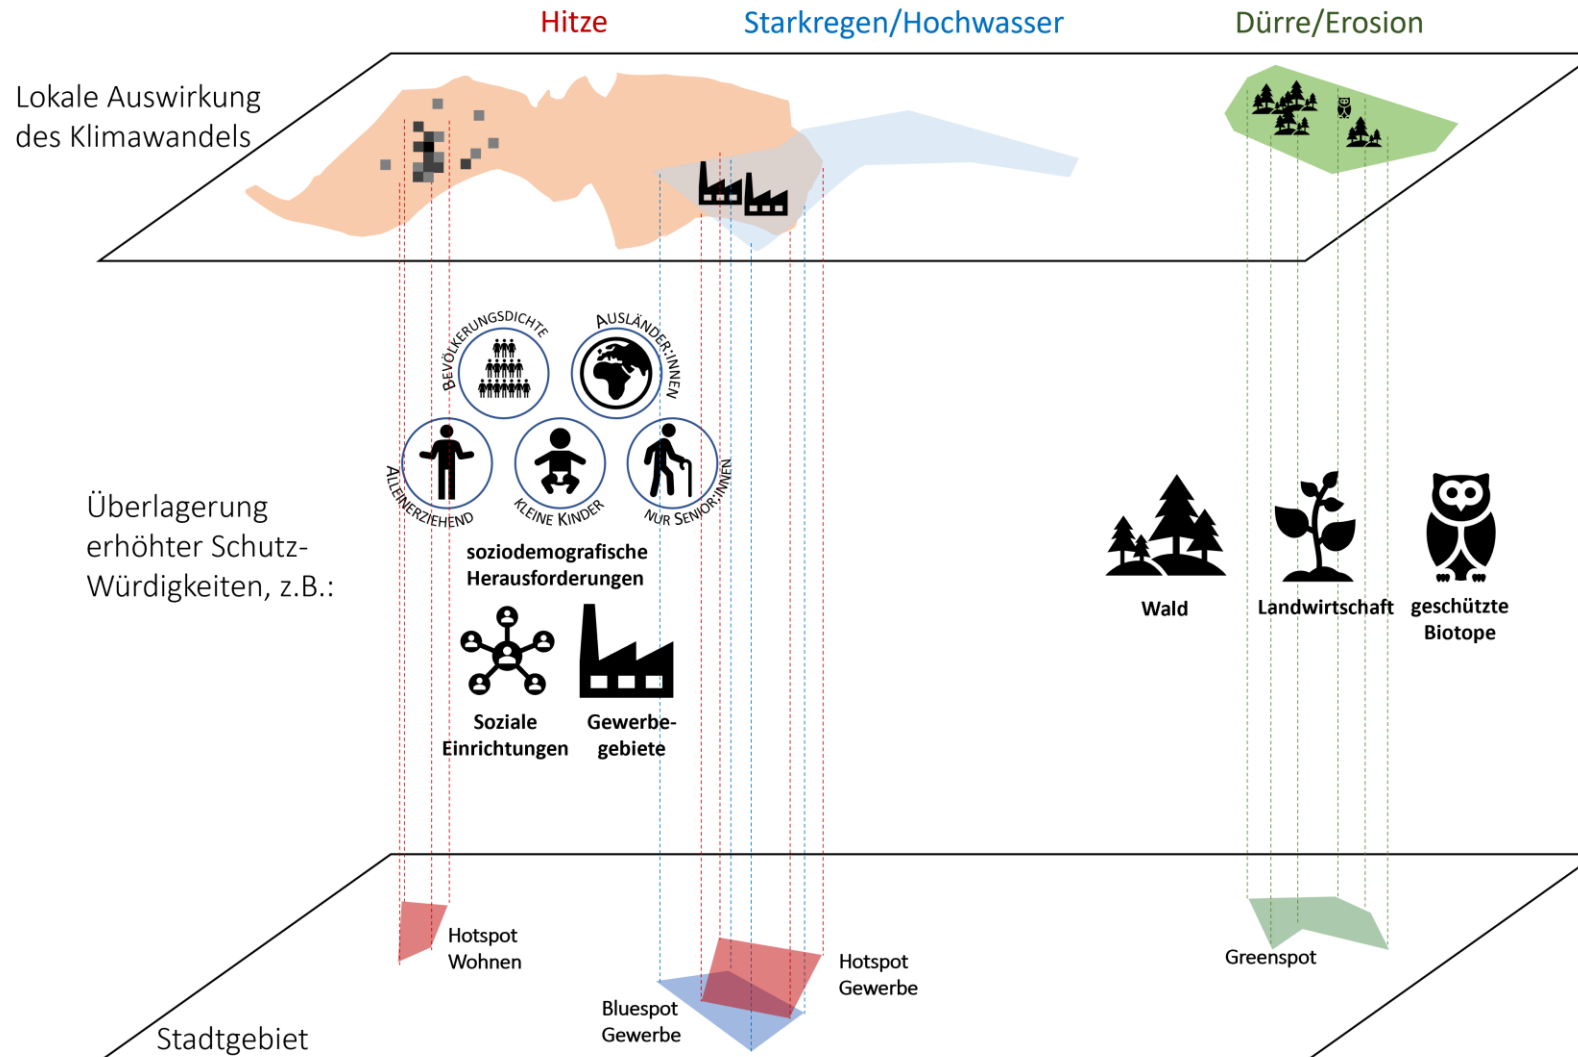 Hitze
Starkregen/Hochwasser
Dürre/Erosion
Lokale Auswirkung
des Klimawandels
BEVÖLKERUNGSDICHTE
AUSLÄNDER:INNEN
ALLEINERZIEHEND
KLEINE KINDER
NUR SENIOR:INNEN
Überlagerung
erhöhter Schutz-
Würdigkeiten, z.B.:
soziodemografische
Herausforderungen
Wald
Landwirtschaft
geschützte
Biotope
Soziale
Einrichtungen
Gewerbe-
gebiete
Hotspot
Wohnen
Hotspot
Gewerbe
Greenspot
Bluespot
Gewerbe
Stadtgebiet